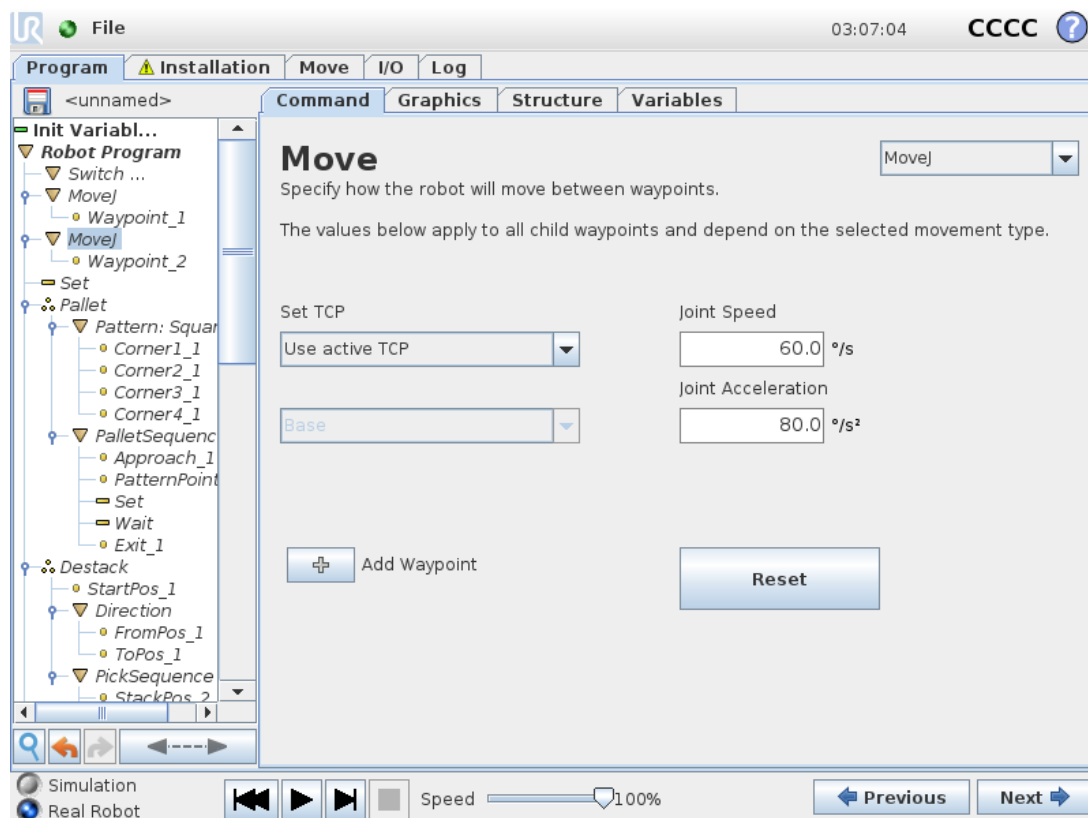 File
03:07:04
CCCC
?
Program
Installation
Move
I/O
Log
<unnamed>
Command
Graphics
Structure
Variables
Init Variabl...
Robot Program
Switch ...
MoveJ
Waypoint_1
MoveJ
Waypoint_2
Set
Pallet
Pattern: Squar
Corner1_1
Corner2_1
Corner3_1
Corner4_1
PalletSequenc
Approach_1
PatternPoint
Set
Wait
Exit_1
Destack
StartPos_1
Direction
FromPos_1
ToPos_1
PickSequence
StackPos_2
Move
MoveJ
Specify how the robot will move between waypoints.
The values below apply to all child waypoints and depend on the selected movement type.
Set TCP
Joint Speed
Use active TCP
60.0 °/s
Joint Acceleration
Base
80.0 °/s²
Add Waypoint
Reset
Simulation
Real Robot
Speed
100%
Previous
Next